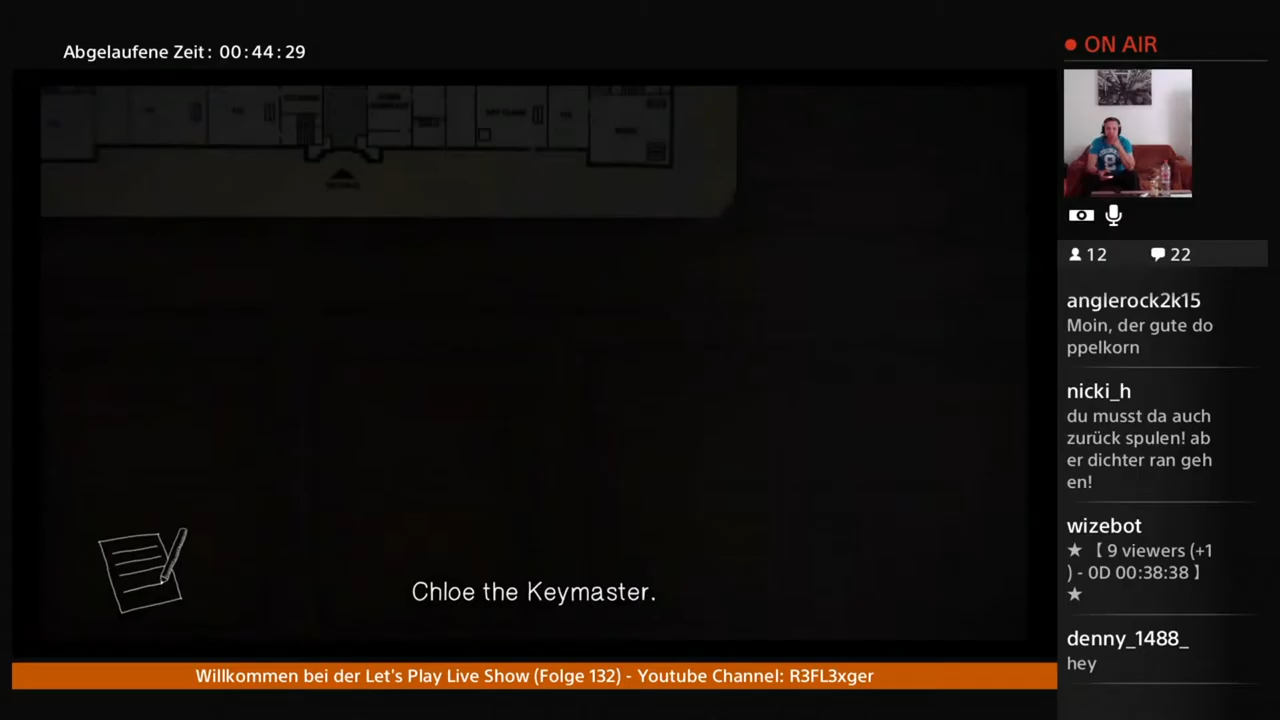 Abgelaufene Zeit: 00:44:29
ON AIR
12 22
anglerock2k15
Moin, der gute do
ppelkorn
nicki_h
du musst da auch
zurück spulen! ab
er dichter ran geh
en!
wizebot
★ 【 9 viewers (+1
) - 0D 00:38:38 】
★
denny_1488_
hey
Chloe the Keymaster.
Willkommen bei der Let's Play Live Show (Folge 132) - Youtube Channel: R3FL3xger